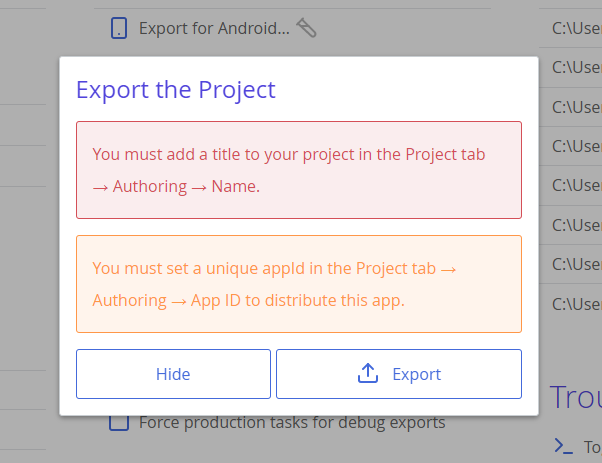 Export for Android...
C:\Use
C:\Use
C:\Use
C:\Use
C:\Use
C:\Use
C:\Use
C:\Use
Export the Project
You must add a title to your project in the Project tab
→ Authoring → Name.
You must set a unique appId in the Project tab →
Authoring → App ID to distribute this app.
Hide
Export
Force production tasks for debug exports
Trou
To